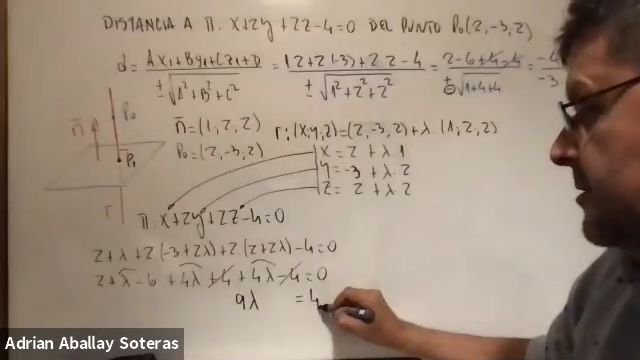 DISTANCIA A π. x+2y+2z-4=0 DEL PUNTO P₀(2,-3,2)
d = Ax₁+By₁+Cz₁+D / ±√A²+B²+C² = 1.2+2.(-3)+2.2-4 / ±√1²+2²+2² = 2-6+4-4 / ±√1+4+4 = -4 / -3
n̄=(1,2,2) r: (x,y,z)=(2,-3,2)+λ.(1,2,2)
P₀=(2,-3,2)
x=2+λ.1
y=-3+λ.2
z=2+λ.2
n̄
P₀
P₁
r
π. x+2y+2z-4=0
2+λ+2(-3+2λ)+2.(2+2λ)-4=0
2+λ-6+4λ+4+4λ-4=0
9λ =4
Adrian Aballay Soteras